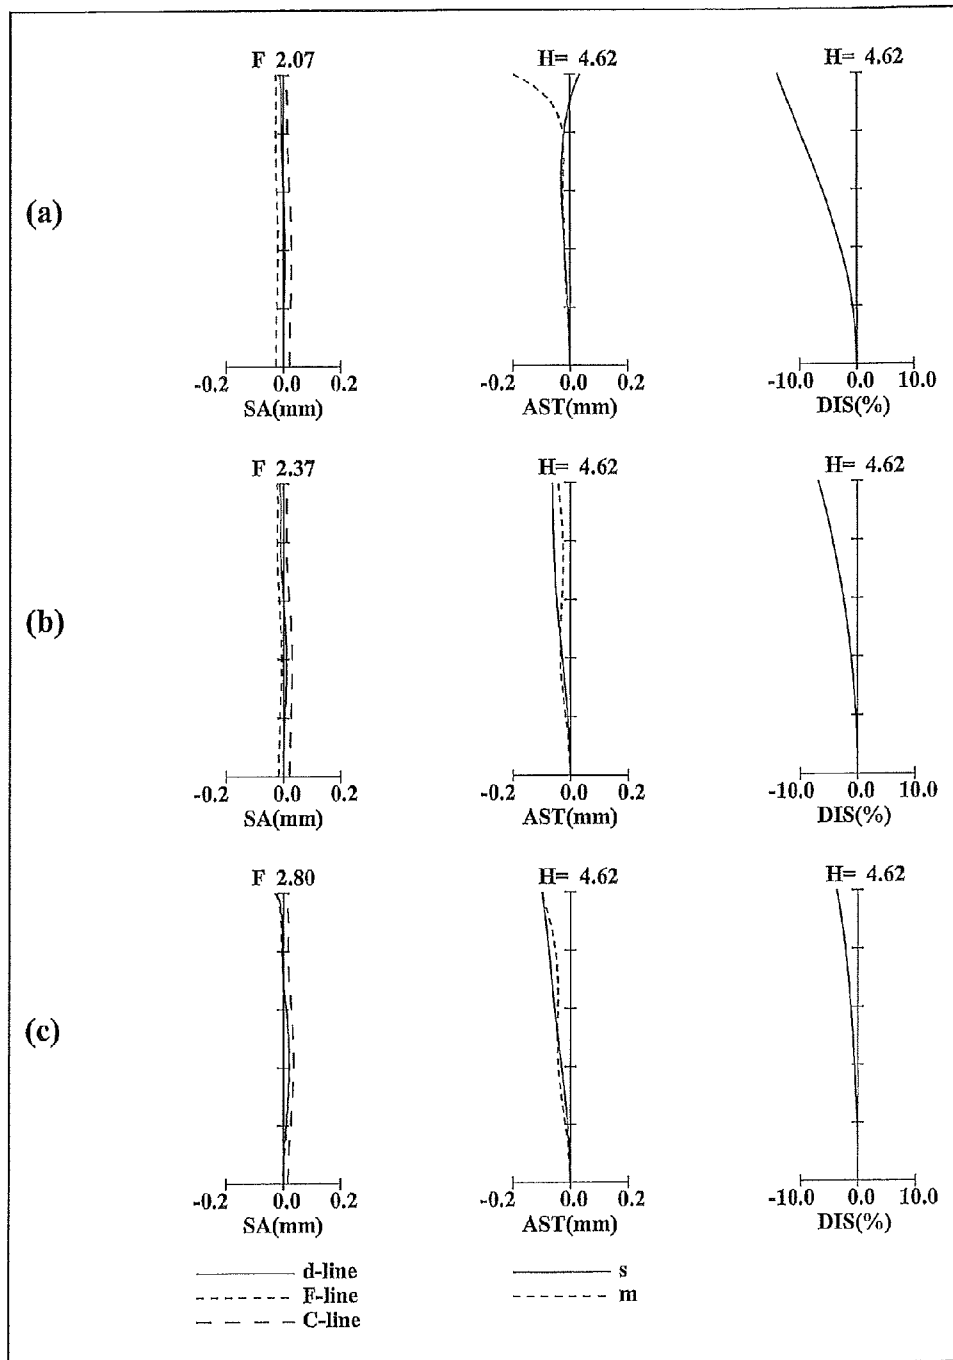 F 2.07 H= 4.62 H= 4.62
(a)
-0.2 0.0 0.2 -0.2 0.0 0.2 -10.0 0.0 10.0
SA(mm) AST(mm) DIS(%)
F 2.37 H= 4.62 H= 4.62
(b)
-0.2 0.0 0.2 -0.2 0.0 0.2 -10.0 0.0 10.0
SA(mm) AST(mm) DIS(%)
F 2.80 H= 4.62 H= 4.62
(c)
-0.2 0.0 0.2 -0.2 0.0 0.2 -10.0 0.0 10.0
SA(mm) AST(mm) DIS(%)
d-line s
F-line m
C-line